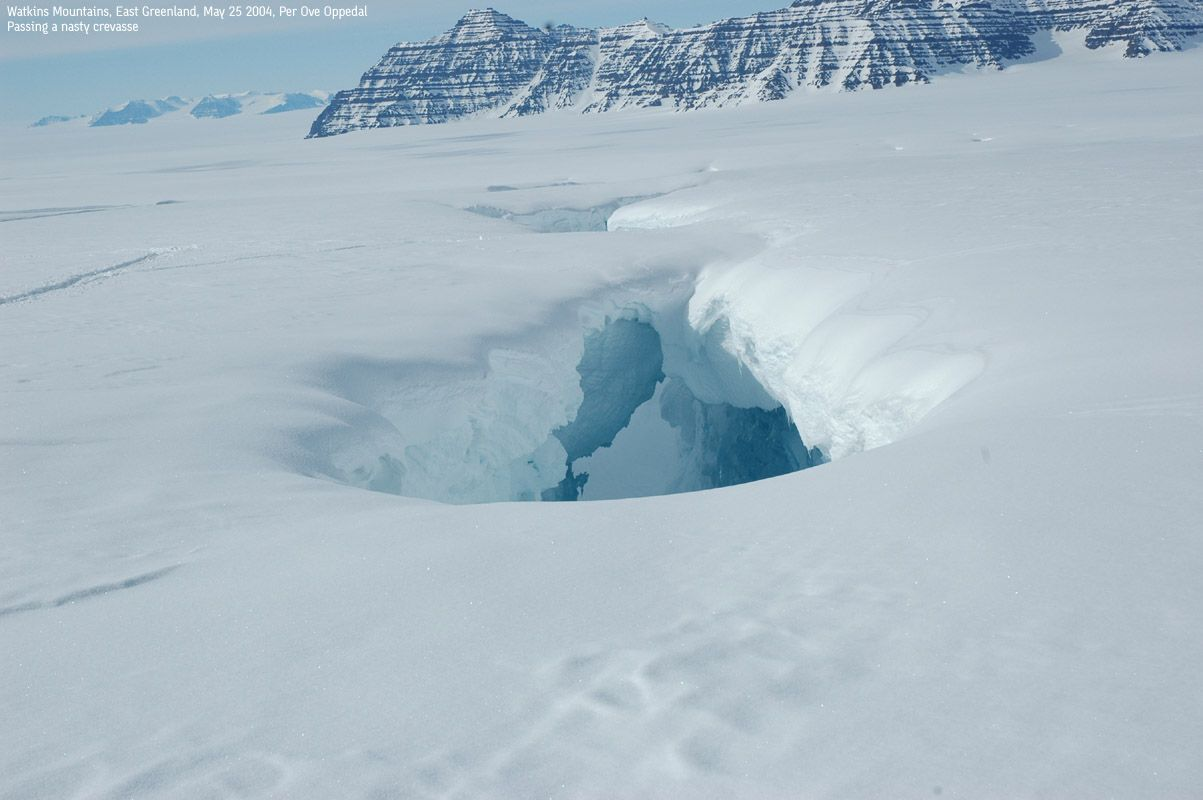 Watkins Mountains, East Greenland, May 25 2004, Per Ove Oppedal
Passing a nasty crevasse